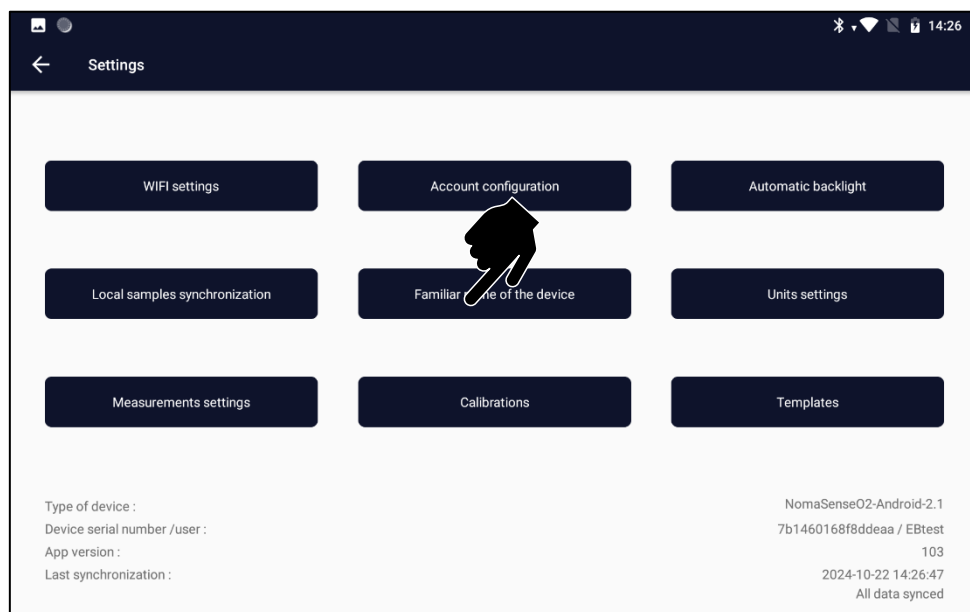 14:26
Settings
WIFI settings
Account configuration
Automatic backlight
Local samples synchronization
Familiar of the device
Units settings
Measurements settings
Calibrations
Templates
Type of device : NomaSenseO2-Android-2.1
Device serial number /user : 7b1460168f8ddeaa / EBtest
App version : 103
Last synchronization : 2024-10-22 14:26:47
All data synced